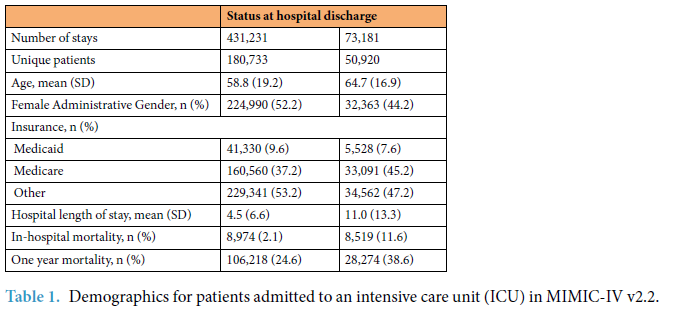 Status at hospital discharge
Number of stays 431,231 73,181
Unique patients 180,733 50,920
Age, mean (SD) 58.8 (19.2) 64.7 (16.9)
Female Administrative Gender, n (%) 224,990 (52.2) 32,363 (44.2)
Insurance, n (%)
Medicaid 41,330 (9.6) 5,528 (7.6)
Medicare 160,560 (37.2) 33,091 (45.2)
Other 229,341 (53.2) 34,562 (47.2)
Hospital length of stay, mean (SD) 4.5 (6.6) 11.0 (13.3)
In-hospital mortality, n (%) 8,974 (2.1) 8,519 (11.6)
One year mortality, n (%) 106,218 (24.6) 28,274 (38.6)
Table 1. Demographics for patients admitted to an intensive care unit (ICU) in MIMIC-IV v2.2.